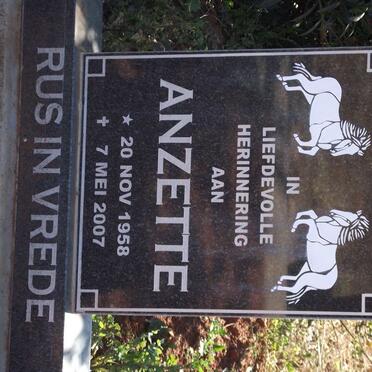 IN
LIEFDEVOLLE
HERINNERING
AAN
ANZETTE
★ 20 NOV 1958
✝ 7 MEI 2007
RUS IN VREDE